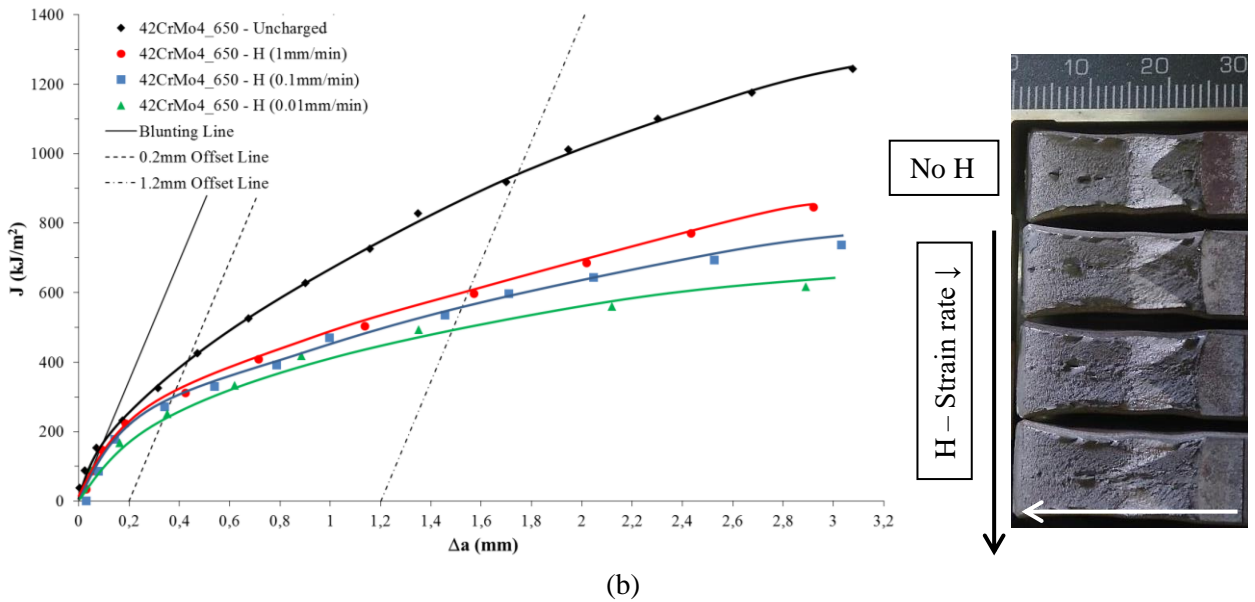 1400
1200
1000
800
600
400
200
0
J (kJ/m²)
42CrMo4_650 - Uncharged
42CrMo4_650 - H (1mm/min)
42CrMo4_650 - H (0.1mm/min)
42CrMo4_650 - H (0.01mm/min)
Blunting Line
0.2mm Offset Line
1.2mm Offset Line
0 0,2 0,4 0,6 0,8 1 1,2 1,4 1,6 1,8 2 2,2 2,4 2,6 2,8 3 3,2
Δa (mm)
No H
H – Strain rate ↓
0 10 20 30
(b)